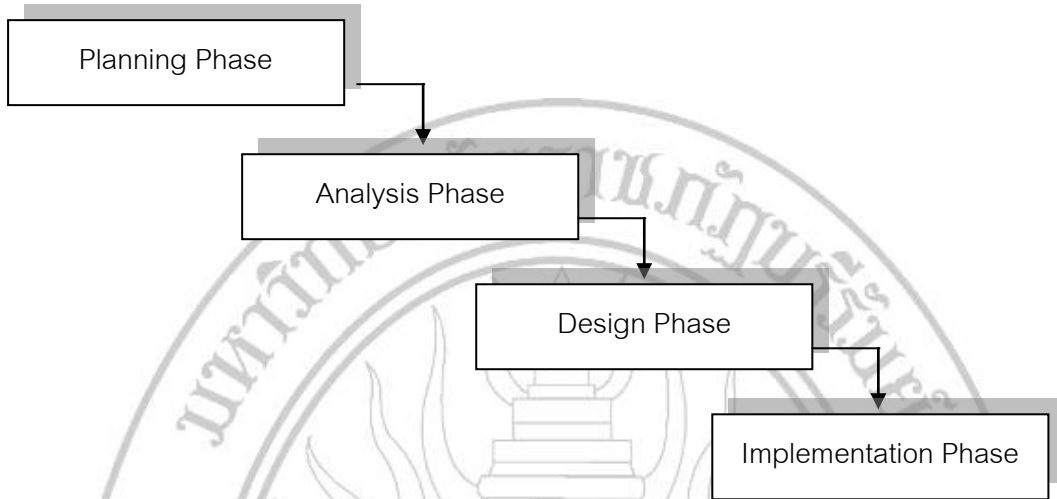 Planning Phase
Analysis Phase
Design Phase
Implementation Phase